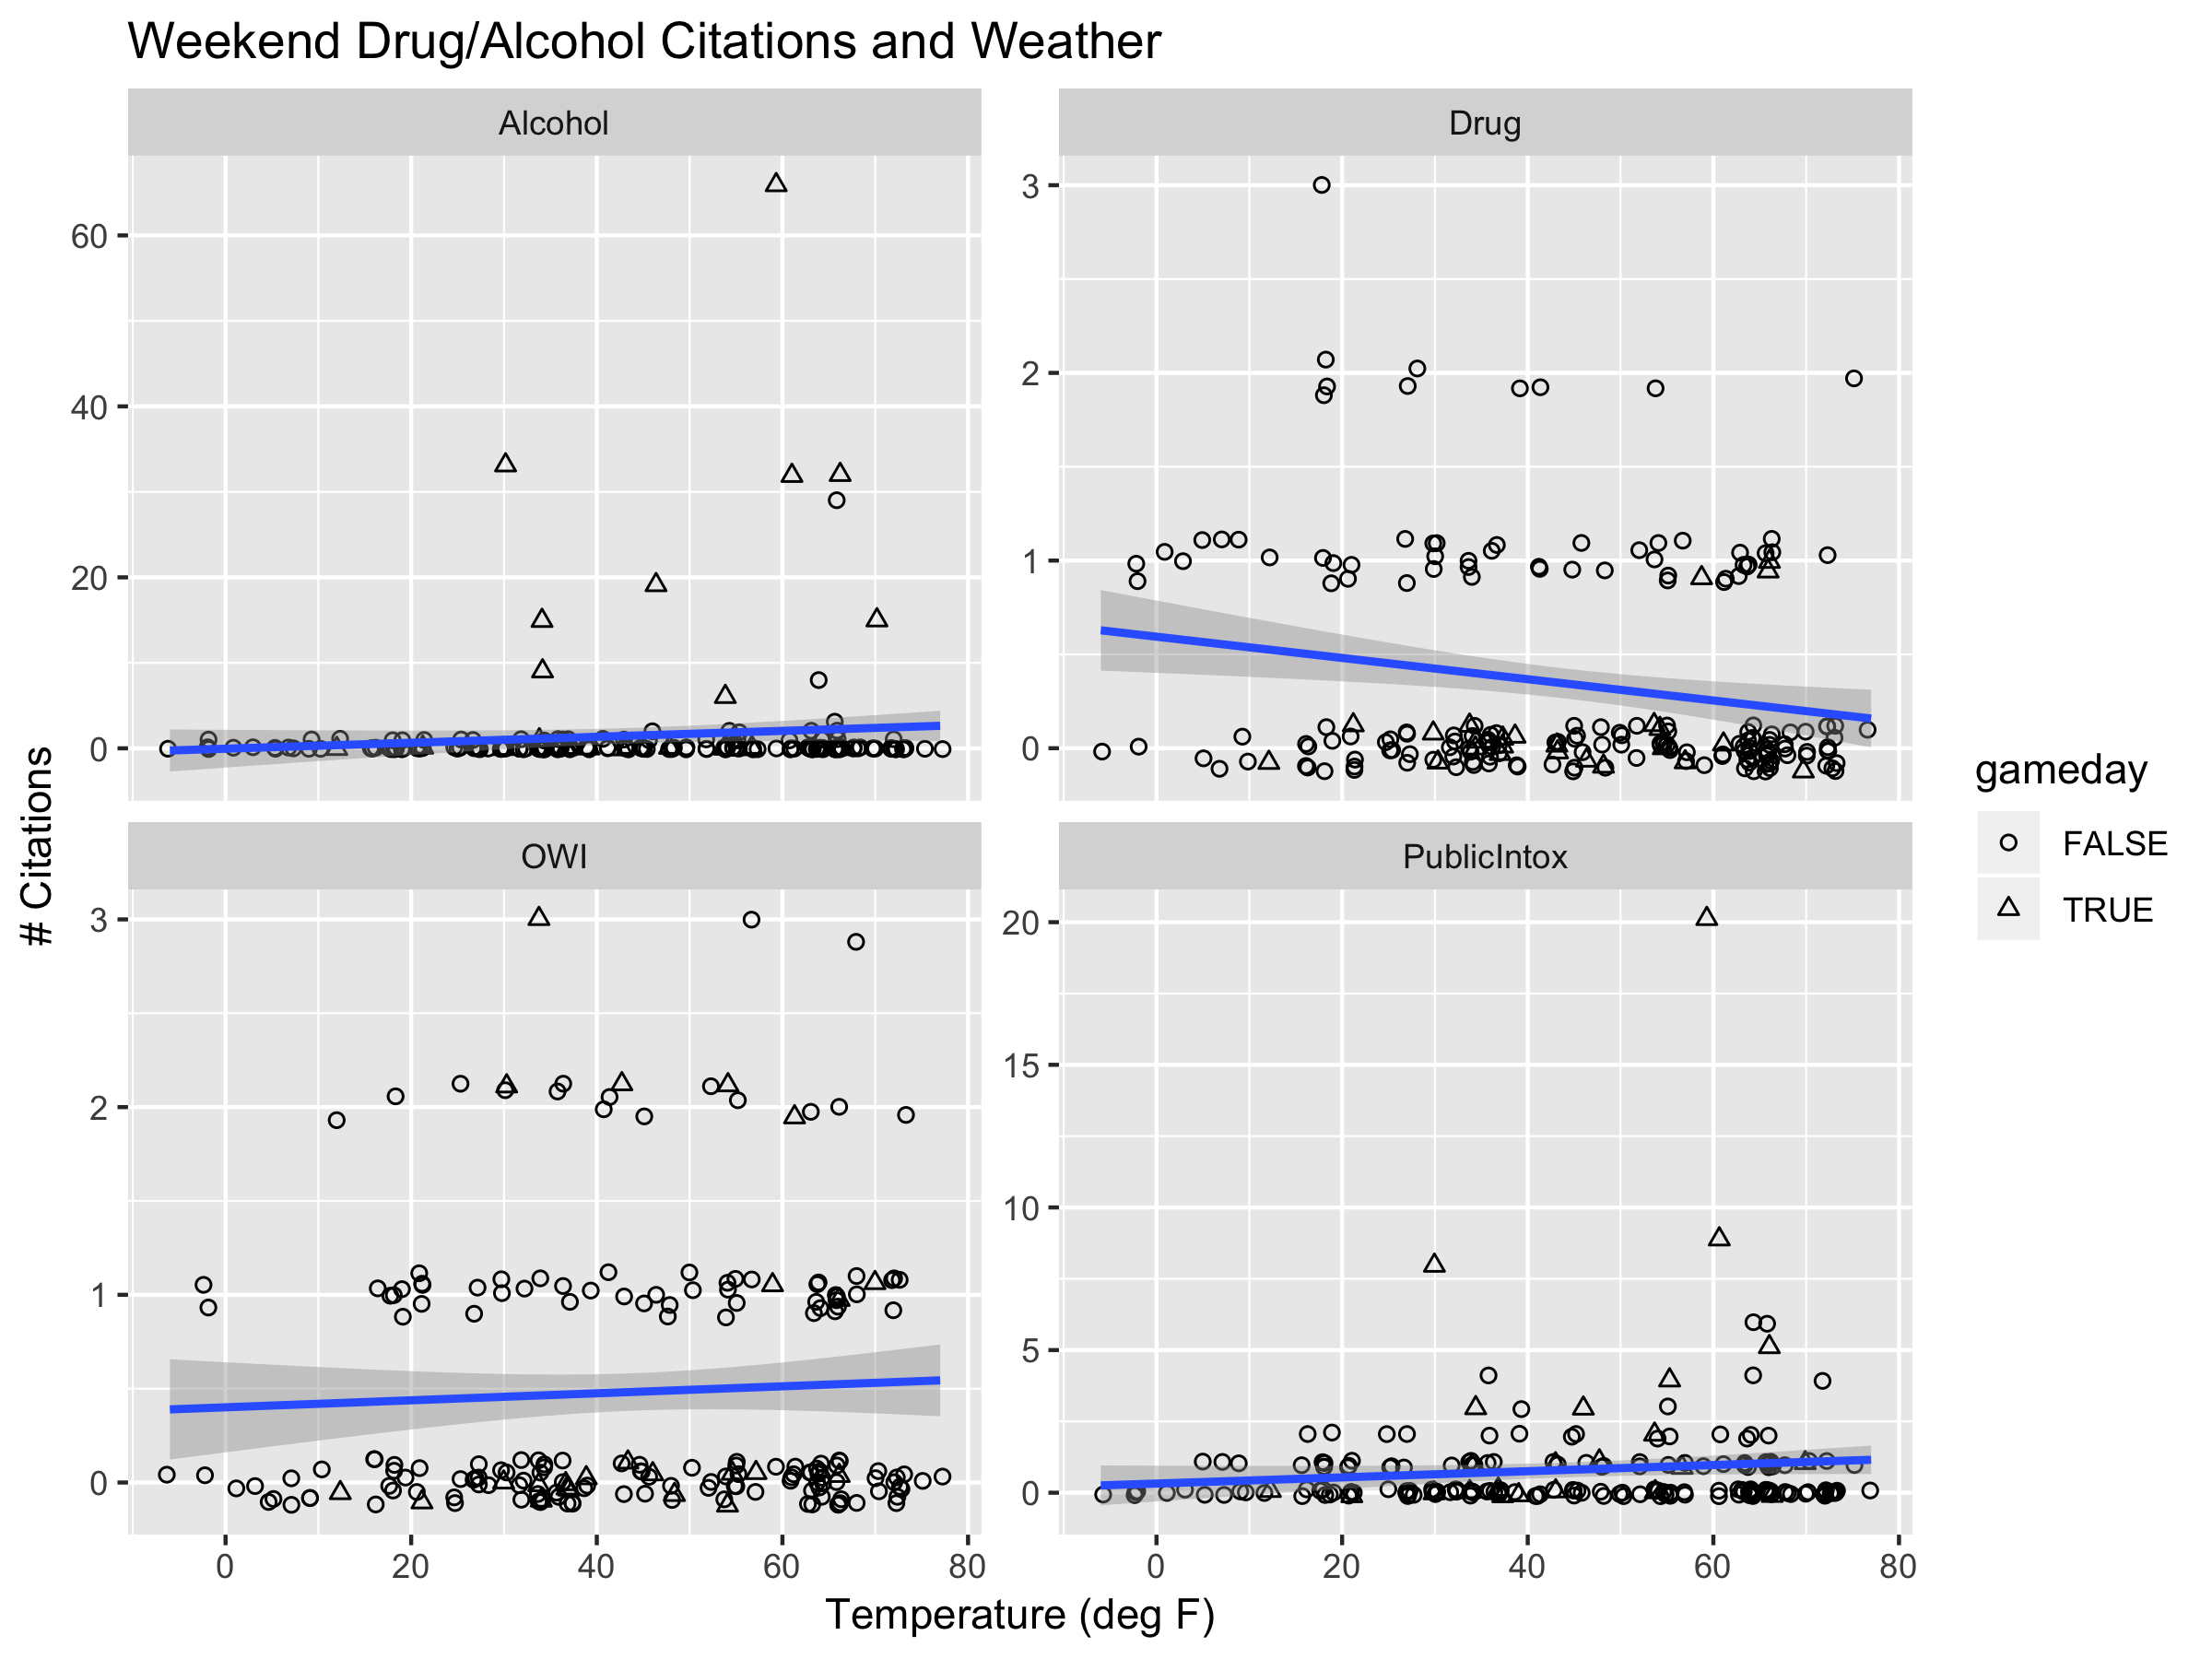 Weekend Drug/Alcohol Citations and Weather
Alcohol
Drug
60
40
20
0
3
2
1
0
OWI
PublicIntox
3
2
1
0
20
15
10
5
0
0 20 40 60 80
0 20 40 60 80
Temperature (deg F)
# Citations
gameday
FALSE
TRUE